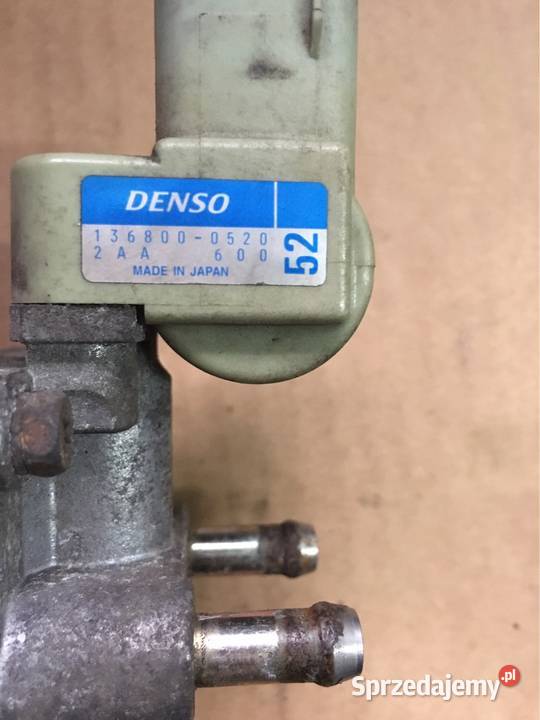 DENSO
136800-0520
2AA 600
52
MADE IN JAPAN
Sprzedajemy.pl